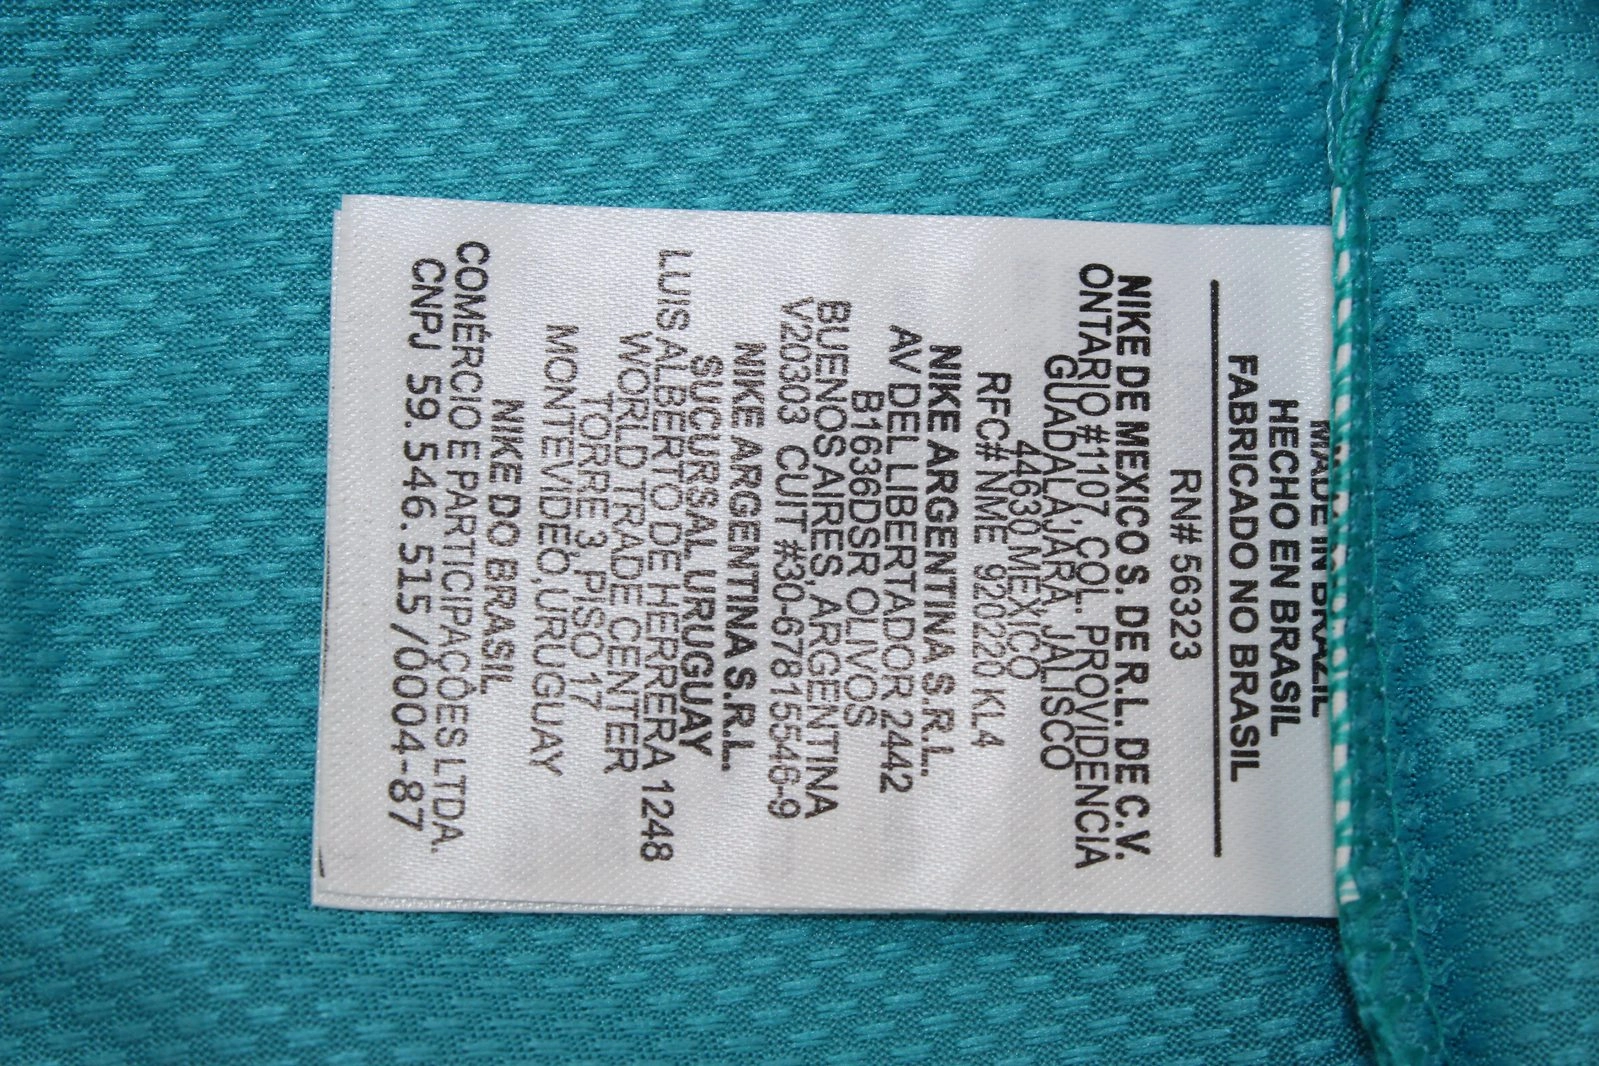 MADE IN BRAZIL
HECHO EN BRASIL
FABRICADO NO BRASIL
RN# 56323
NIKE DE MEXICO S. DE R.L. DE C.V.
ONTARIO #1107, COL. PROVIDENCIA
GUADALAJARA, JALISCO
44630 MEXICO
RFC# NME 920220 KL4
NIKE ARGENTINA S.R.L.
AV DEL LIBERTADOR 2442
B1636DSR OLIVOS
BUENOS AIRES, ARGENTINA
V20303 CUIT #30-67815546-9
NIKE ARGENTINA S.R.L.
SUCURSAL URUGUAY
LUIS ALBERTO DE HERRERA 1248
WORLD TRADE CENTER
TORRE 3, PISO 17
MONTEVIDEO, URUGUAY
NIKE DO BRASIL
COMÉRCIO E PARTICIPAÇÕES LTDA.
CNPJ 59.546.515/0004-87